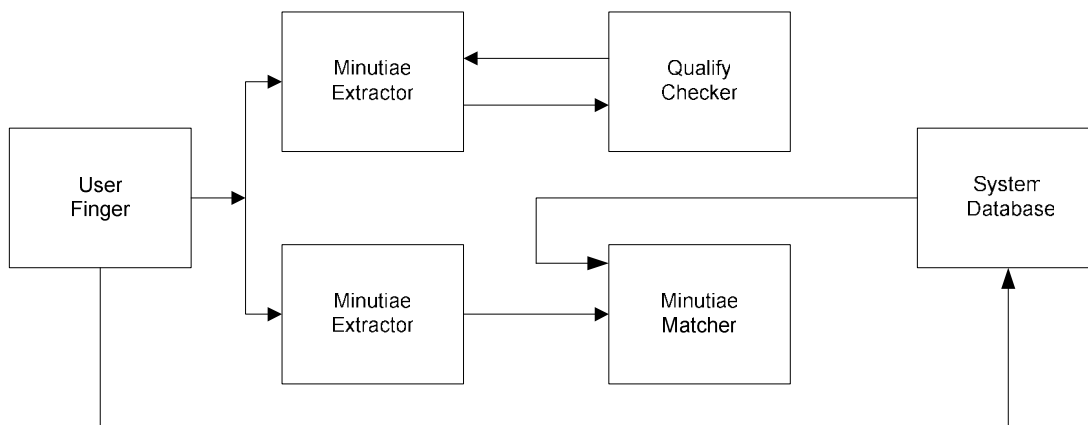 Minutiae
Extractor
Qualify
Checker
User
Finger
System
Database
Minutiae
Extractor
Minutiae
Matcher